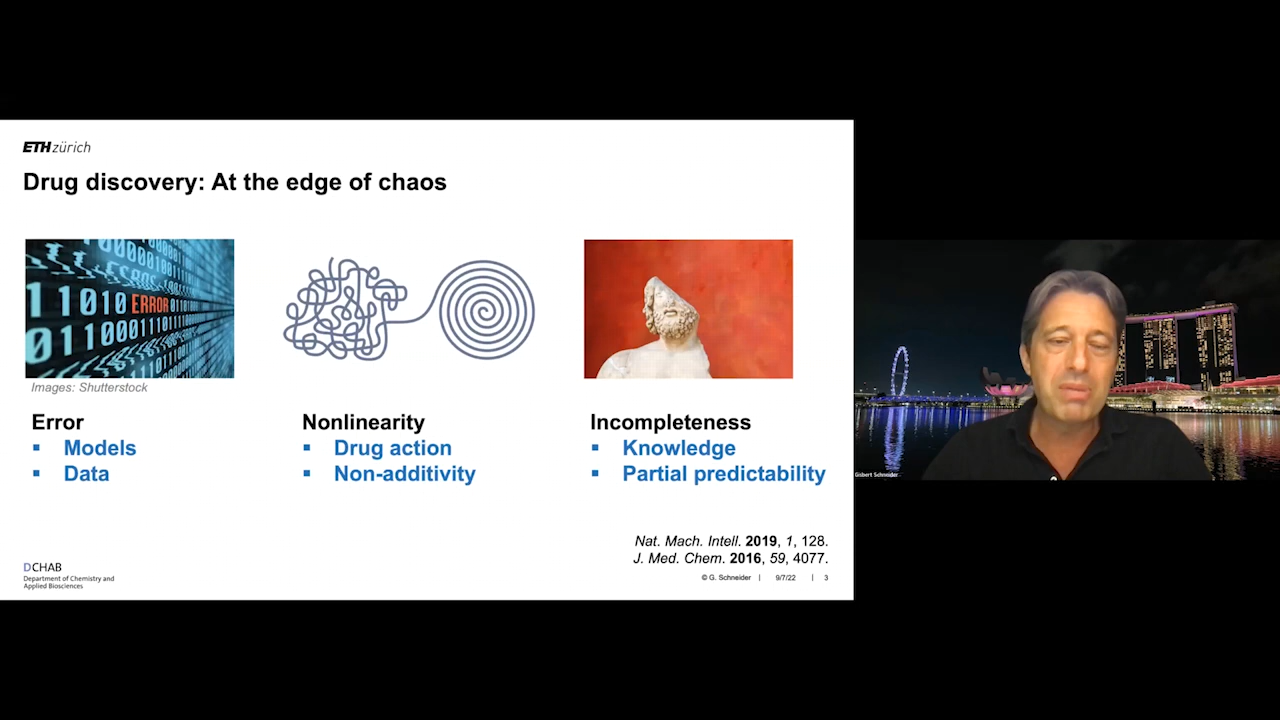 ETH zürich
Drug discovery: At the edge of chaos
11010 ERROR
Images: Shutterstock
Error
▪ Models
▪ Data
Nonlinearity
▪ Drug action
▪ Non-additivity
Incompleteness
▪ Knowledge
▪ Partial predictability
Nat. Mach. Intell. 2019, 1, 128.
J. Med. Chem. 2016, 59, 4077.
DCHAB
Department of Chemistry and
Applied Biosciences
© G. Schneider | 9/7/22 | 3
Gisbert Schneider